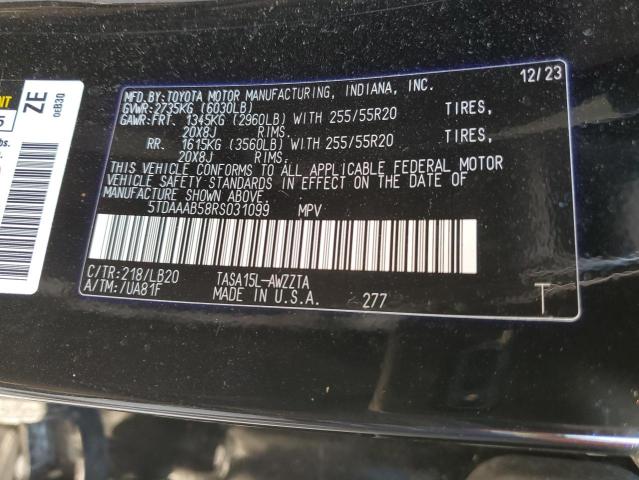 MFD.BY:TOYOTA MOTOR MANUFACTURING, INDIANA, INC. 12/23
GVWR:2735KG (6030LB)
GAWR:FRT. 1345KG (2960LB) WITH 255/55R20 TIRES,
20X8J RIMS.
RR. 1615KG (3560LB) WITH 255/55R20 TIRES,
20X8J RIMS.
THIS VEHICLE CONFORMS TO ALL APPLICABLE FEDERAL MOTOR
VEHICLE SAFETY STANDARDS IN EFFECT ON THE DATE OF
MANUFACTURE SHOWN ABOVE.
5TDAAAB58RS031099 MPV
C/TR:218/LB20 TASA15L-AWZZTA
A/TM:/UA81F MADE IN U.S.A. 277 T
ZE
0EB30